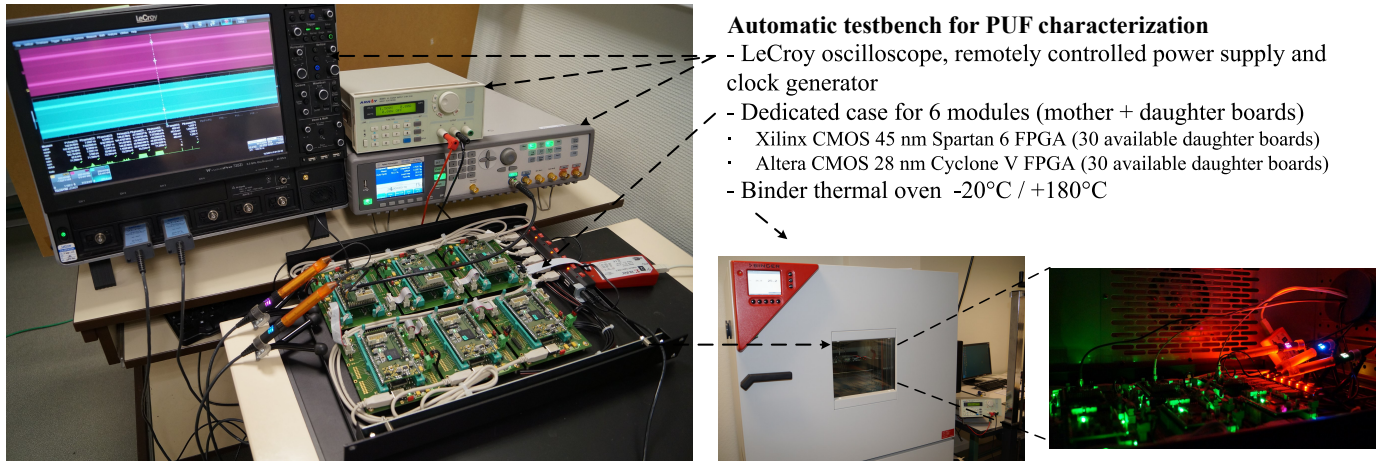 LeCroy
Automatic testbench for PUF characterization
- LeCroy oscilloscope, remotely controlled power supply and
clock generator
- Dedicated case for 6 modules (mother + daughter boards)
· Xilinx CMOS 45 nm Spartan 6 FPGA (30 available daughter boards)
· Altera CMOS 28 nm Cyclone V FPGA (30 available daughter boards)
- Binder thermal oven -20°C / +180°C